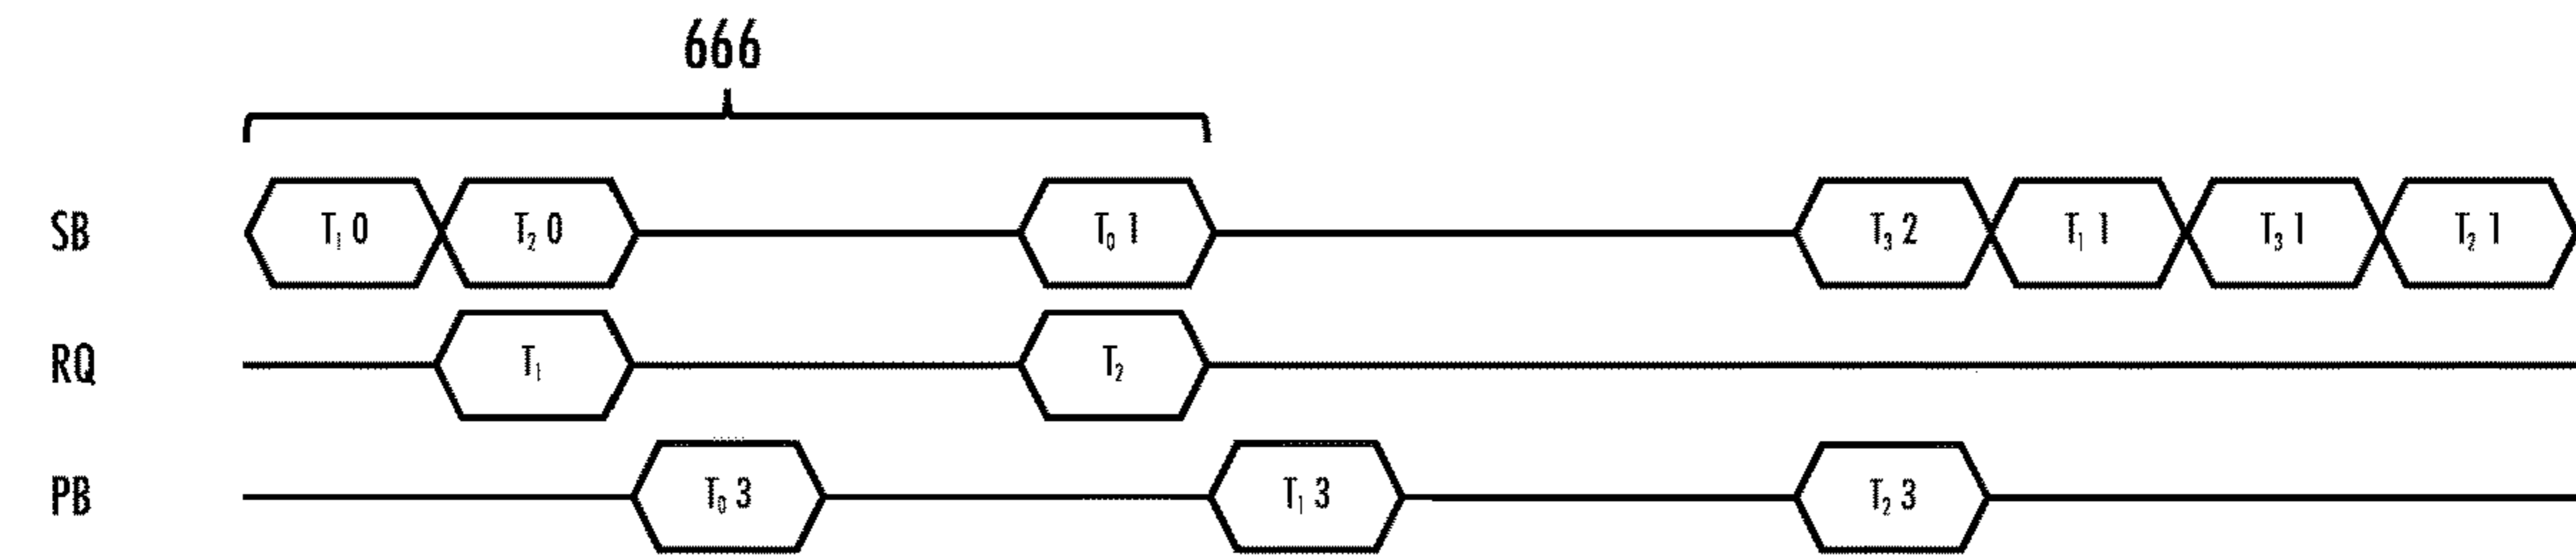 666
SB T₁ 0 T₂ 0 T₀ 1 T₃ 2 T₁ 1 T₃ 1 T₂ 1
RQ T₁ T₂
PB T₀ 3 T₁ 3 T₂ 3